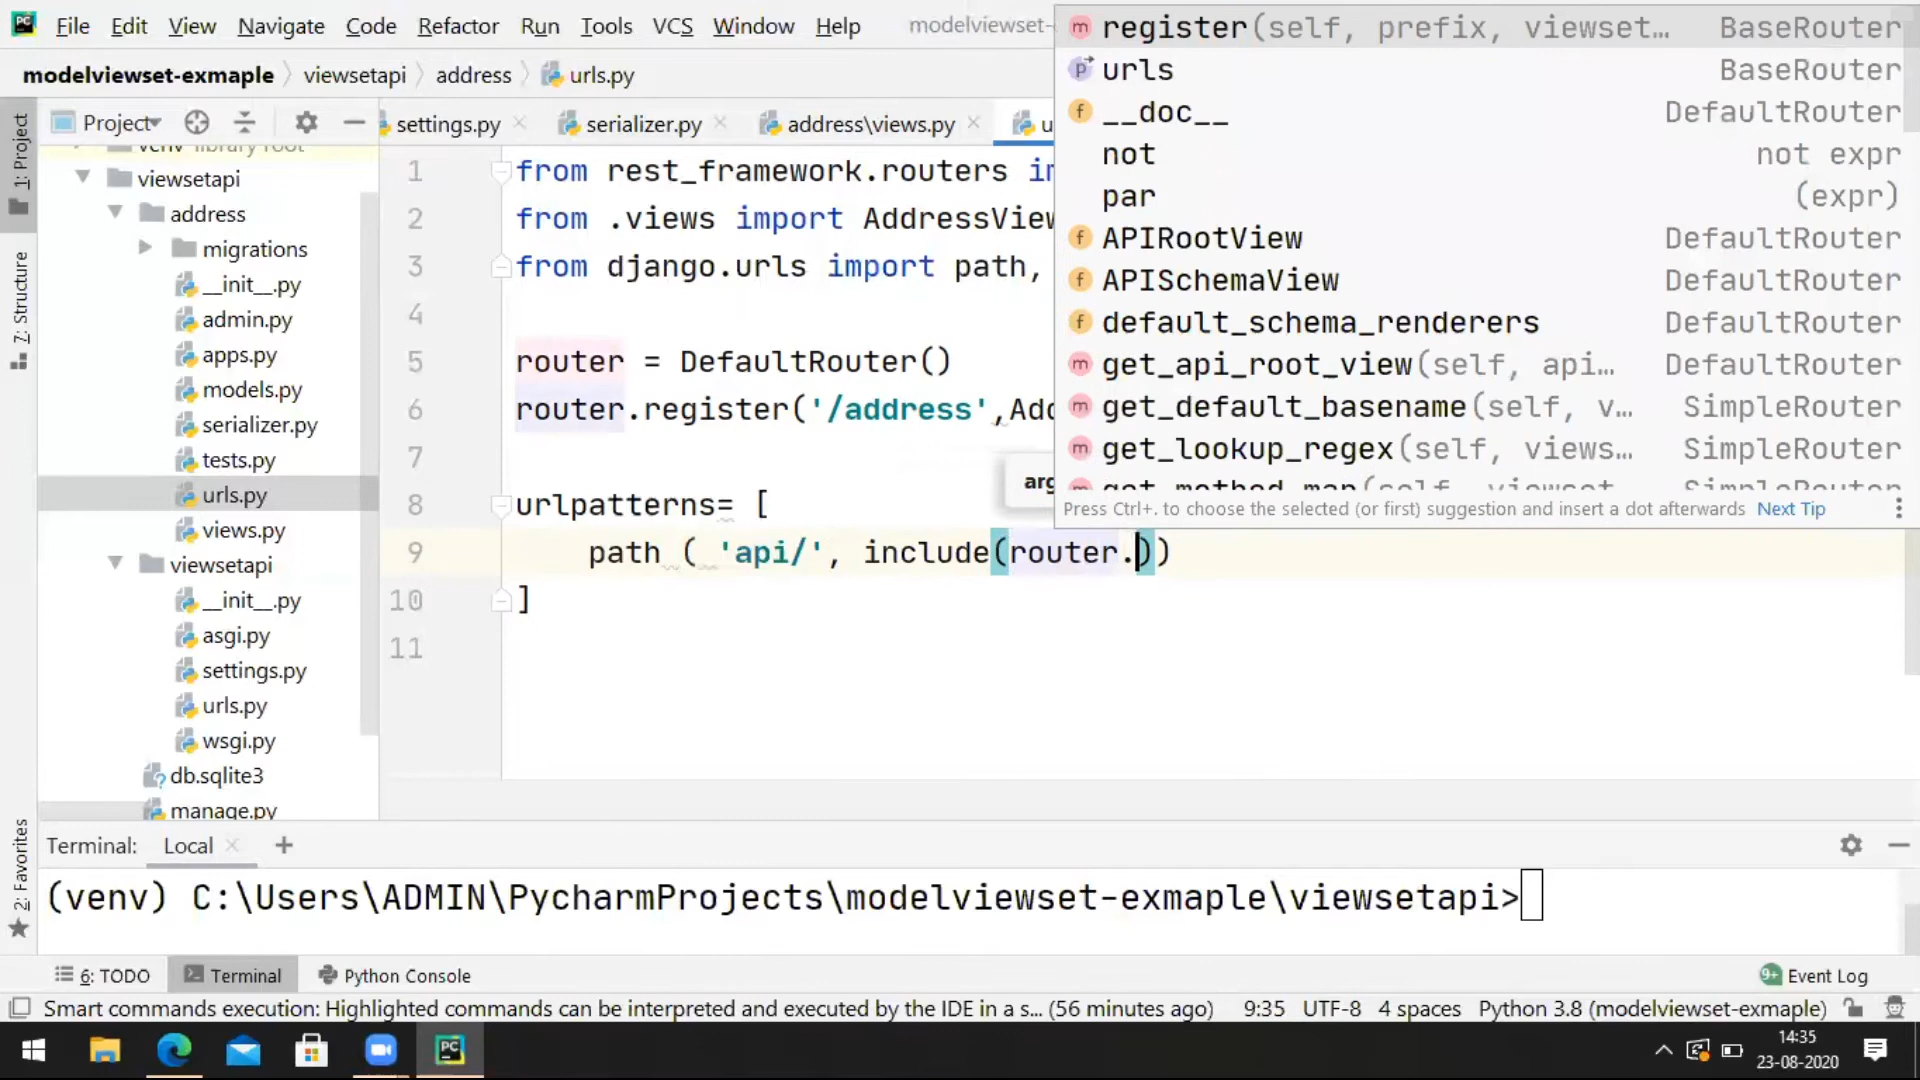 File Edit View Navigate Code Refactor Run Tools VCS Window Help modelviewset-
modelviewset-exmaple viewsetapi address urls.py
Project
settings.py serializer.py address\views.py
1: Project
7: Structure
2: Favorites
library root
viewsetapi
address
migrations
__init__.py
admin.py
apps.py
models.py
serializer.py
tests.py
urls.py
views.py
viewsetapi
__init__.py
asgi.py
settings.py
urls.py
wsgi.py
db.sqlite3
manage.py
1 from rest_framework.routers
2 from .views import AddressView
3 from django.urls import path,
4
5 router = DefaultRouter()
6 router.register('/address',Add
7
8 urlpatterns= [
9 path ( 'api/', include(router.))
10 ]
11
arg
register(self, prefix, viewset… BaseRouter
urls BaseRouter
__doc__ DefaultRouter
not not expr
par (expr)
APIRootView DefaultRouter
APISchemaView DefaultRouter
default_schema_renderers DefaultRouter
get_api_root_view(self, api… DefaultRouter
get_default_basename(self, v… SimpleRouter
get_lookup_regex(self, views… SimpleRouter
Press Ctrl+. to choose the selected (or first) suggestion and insert a dot afterwards Next Tip
Terminal: Local
(venv) C:\Users\ADMIN\PycharmProjects\modelviewset-exmaple\viewsetapi>
6: TODO Terminal Python Console 9+ Event Log
Smart commands execution: Highlighted commands can be interpreted and executed by the IDE in a s... (56 minutes ago) 9:35 UTF-8 4 spaces Python 3.8 (modelviewset-exmaple)
PC
14:35
23-08-2020